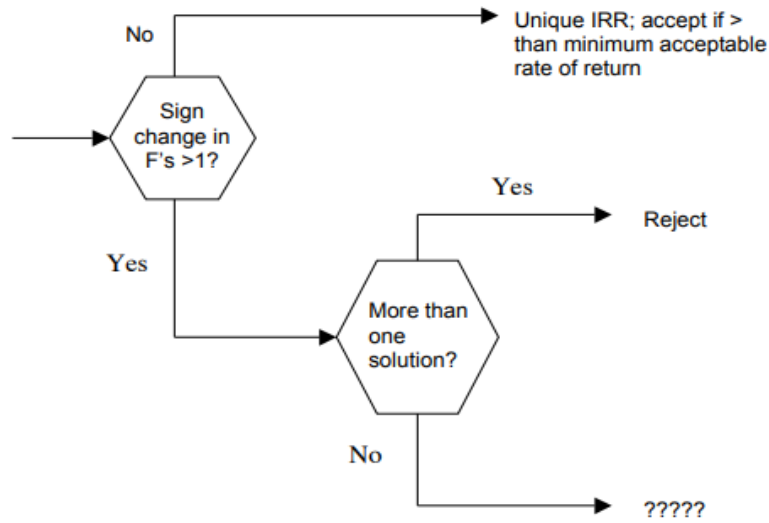 No
Unique IRR; accept if >
than minimum acceptable
rate of return
Sign
change in
F's >1?
Yes
Yes
Reject
More than
one
solution?
No
?????